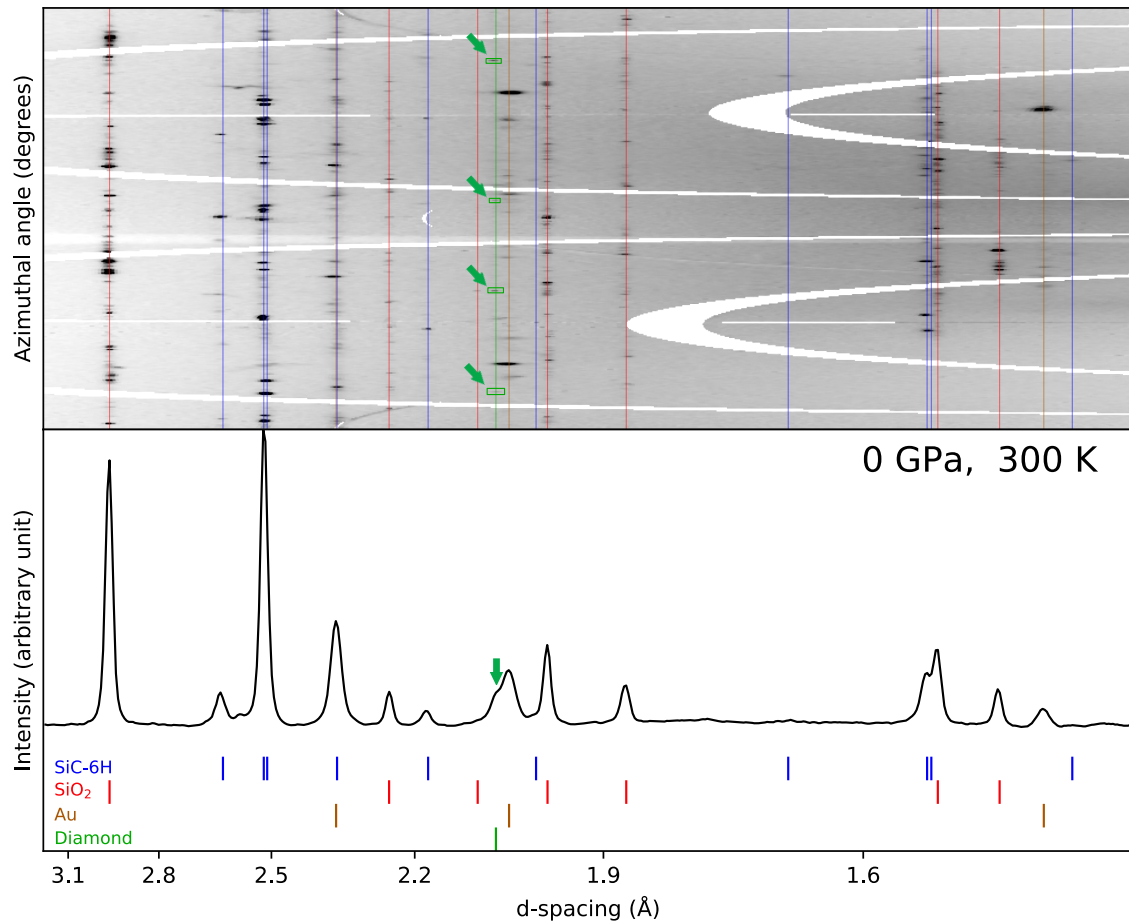 Azimuthal angle (degrees)
0 GPa, 300 K
Intensity (arbitrary unit)
SiC-6H
SiO₂
Au
Diamond
3.1 2.8 2.5 2.2 1.9 1.6
d-spacing (Å)